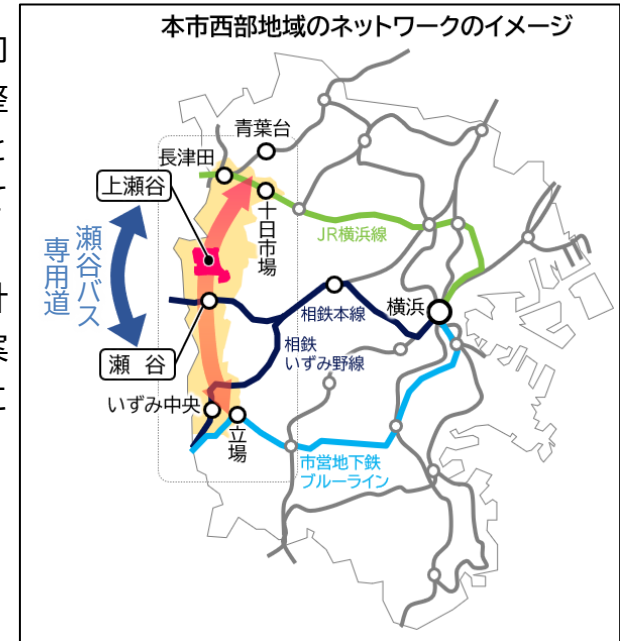 本市西部地域のネットワークのイメージ
青葉台
長津田
上瀬谷
十日市場
JR横浜線
瀬谷バス
専用道
横浜
相鉄本線
瀬 谷
相鉄
いずみ野線
いずみ中央
立場
市営地下鉄
ブルーライン